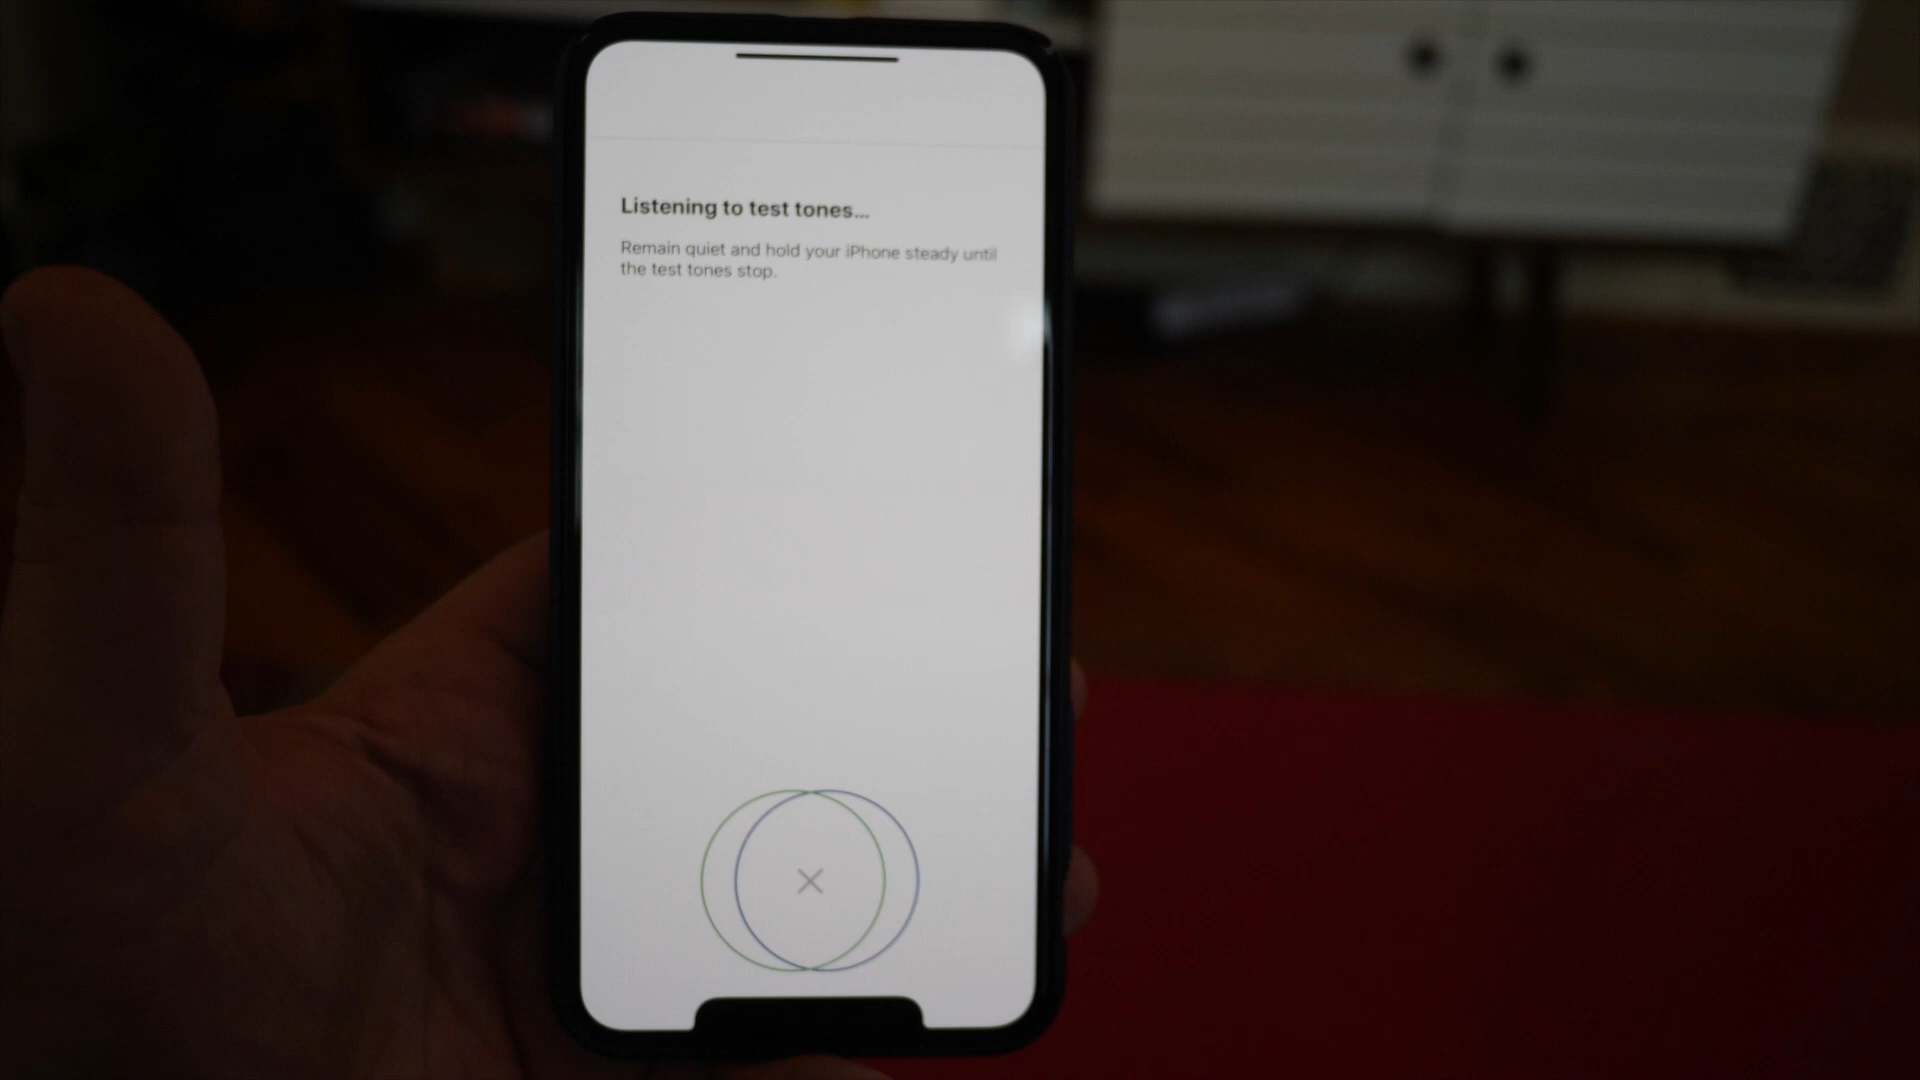 Listening to test tones...
Remain quiet and hold your iPhone steady until
the test tones stop.